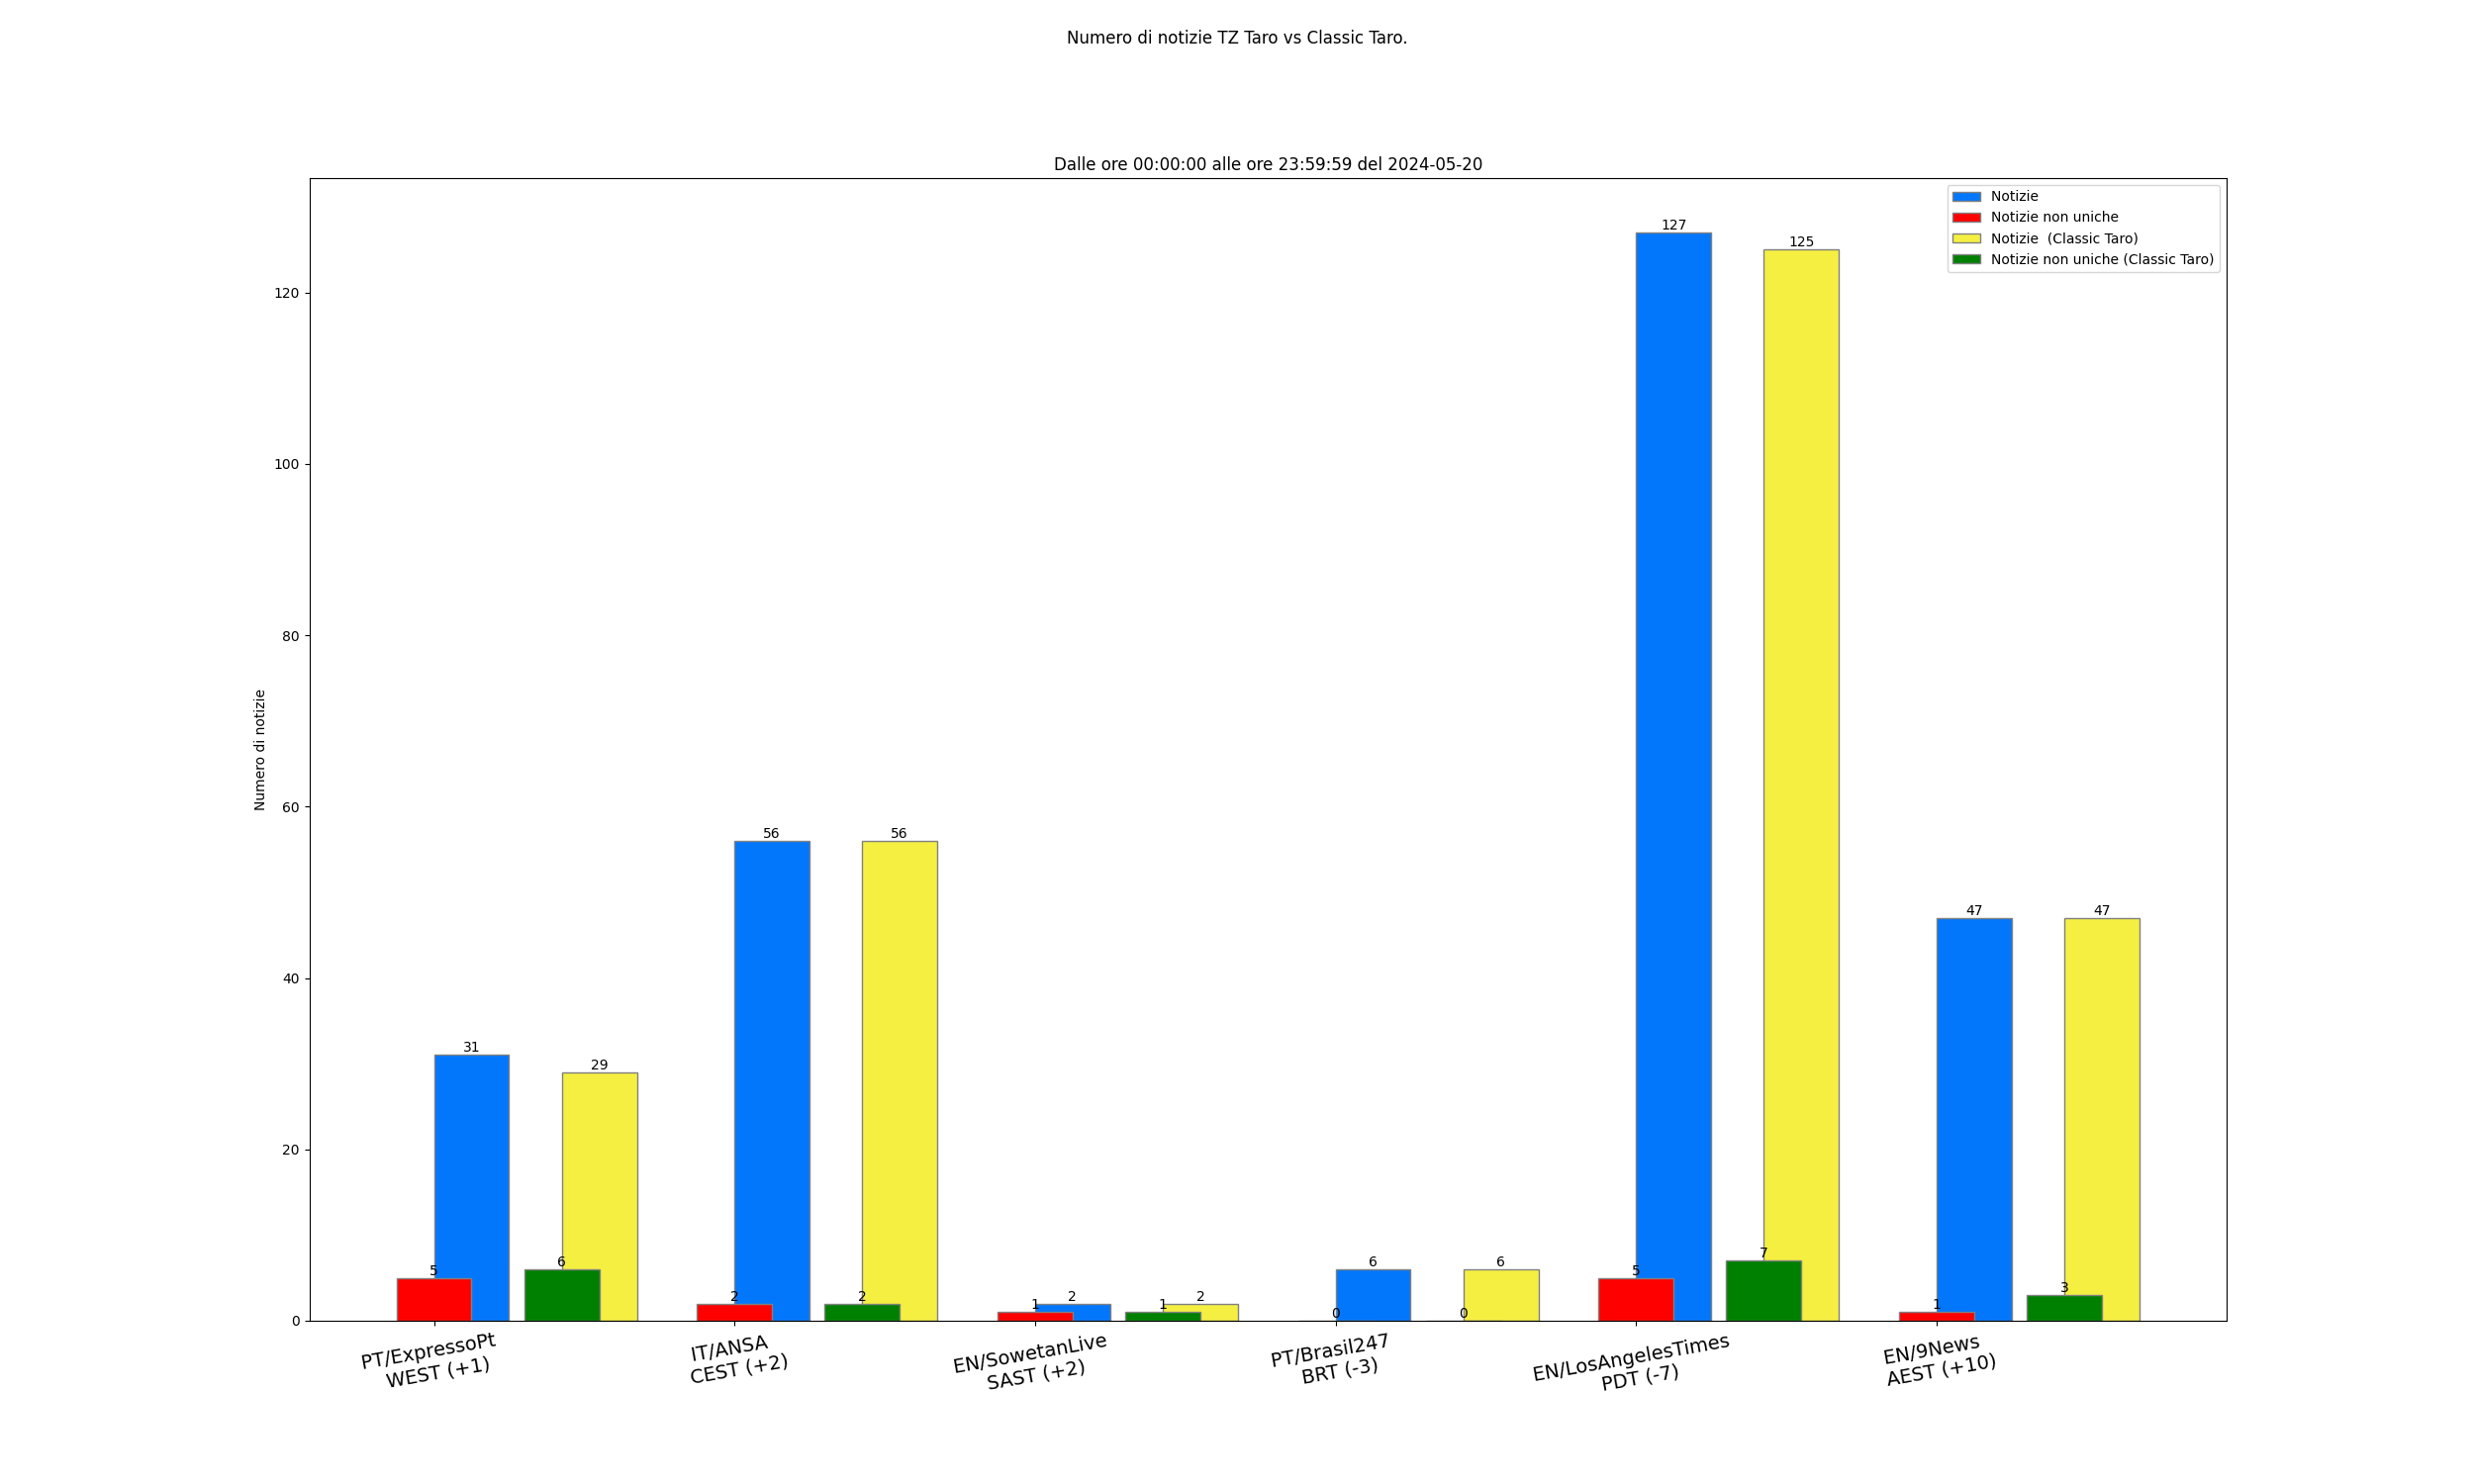 Numero di notizie TZ Taro vs Classic Taro.
Dalle ore 00:00:00 alle ore 23:59:59 del 2024-05-20
Notizie
Notizie non uniche
Notizie  (Classic Taro)
Notizie non uniche (Classic Taro)
Numero di notizie
120
100
80
60
40
20
0
31
5
29
6
56
2
56
2
2
1
2
1
6
0
6
0
127
5
125
7
47
1
47
3
PT/ExpressoPt
WEST (+1)
IT/ANSA
CEST (+2)
EN/SowetanLive
SAST (+2)
PT/Brasil247
BRT (-3)
EN/LosAngelesTimes
PDT (-7)
EN/9News
AEST (+10)